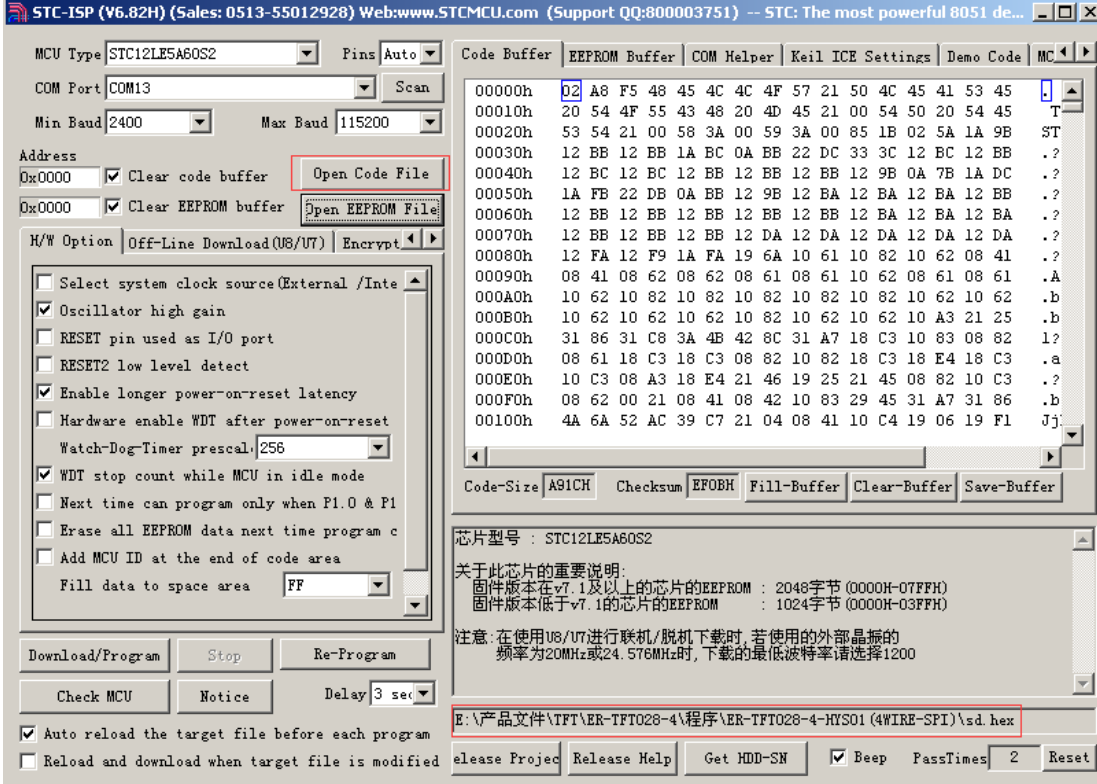 STC-ISP (V6.82H) (Sales: 0513-55012928) Web:www.STCMCU.com (Support QQ:800003751) -- STC: The most powerful 8051 de...
MCU Type STC12LE5A60S2 Pins Auto
COM Port COM13 Scan
Min Baud 2400 Max Baud 115200
Address
0x0000 Clear code buffer Open Code File
0x0000 Clear EEPROM buffer Open EEPROM File
H/W Option Off-Line Download(U8/U7) Encrypt
Select system clock source(External /Inte
Oscillator high gain
RESET pin used as I/O port
RESET2 low level detect
Enable longer power-on-reset latency
Hardware enable WDT after power-on-reset
Watch-Dog-Timer prescal 256
WDT stop count while MCU in idle mode
Next time can program only when P1.0 & P1
Erase all EEPROM data next time program c
Add MCU ID at the end of code area
Fill data to space area FF
Download/Program Stop Re-Program
Check MCU Notice Delay 3 sec
Auto reload the target file before each program
Reload and download when target file is modified
Code Buffer EEPROM Buffer COM Helper Keil ICE Settings Demo Code MC
00000h 02 A8 F5 48 45 4C 4C 4F 57 21 50 4C 45 41 53 45 .
00010h 20 54 4F 55 43 48 20 4D 45 21 00 54 50 20 54 45 T
00020h 53 54 21 00 58 3A 00 59 3A 00 85 1B 02 5A 1A 9B ST
00030h 12 BB 12 BB 1A BC 0A BB 22 DC 33 3C 12 BC 12 BB .?
00040h 12 BC 12 BC 12 BB 12 BB 12 BB 12 9B 0A 7B 1A DC .?
00050h 1A FB 22 DB 0A BB 12 9B 12 BA 12 BA 12 BA 12 BB .?
00060h 12 BB 12 BB 12 BB 12 BB 12 BB 12 BA 12 BA 12 BA .?
00070h 12 BB 12 BB 12 BB 12 DA 12 DA 12 DA 12 DA 12 DA .?
00080h 12 FA 12 F9 1A FA 19 6A 10 61 10 82 10 62 08 41 .?
00090h 08 41 08 62 08 62 08 61 08 61 10 62 08 61 08 61 .A
000A0h 10 62 10 82 10 82 10 82 10 82 10 82 10 62 10 62 .b
000B0h 10 62 10 62 10 62 10 82 10 62 10 62 10 A3 21 25 .b
000C0h 31 86 31 C8 3A 4B 42 8C 31 A7 18 C3 10 83 08 82 1?
000D0h 08 61 18 C3 18 C3 08 82 10 82 18 C3 18 E4 18 C3 .a
000E0h 10 C3 08 A3 18 E4 21 46 19 25 21 45 08 82 10 C3 .?
000F0h 08 62 00 21 08 41 08 42 10 83 29 45 31 A7 31 86 .b
00100h 4A 6A 52 AC 39 C7 21 04 08 41 10 C4 19 06 19 F1 Jj
Code-Size A91CH Checksum EF0BH Fill-Buffer Clear-Buffer Save-Buffer
芯片型号 : STC12LE5A60S2
关于此芯片的重要说明:
固件版本在v7.1及以上的芯片的EEPROM : 2048字节(0000H-07FFH)
固件版本低于v7.1的芯片的EEPROM : 1024字节(0000H-03FFH)
注意:在使用U8/U7进行联机/脱机下载时,若使用的外部晶振的
频率为20MHz或24.576MHz时,下载的最低波特率请选择1200
E:\产品文件\TFT\ER-TFT028-4\程序\ER-TFT028-4-HYS01(4WIRE-SPI)\sd.hex
elease Projec Release Help Get HDD-SN Beep PassTimes 2 Reset